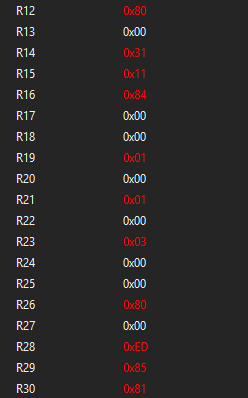 R12 0x80
R13 0x00
R14 0x31
R15 0x11
R16 0x84
R17 0x00
R18 0x00
R19 0x01
R20 0x00
R21 0x01
R22 0x00
R23 0x03
R24 0x00
R25 0x00
R26 0x80
R27 0x00
R28 0xED
R29 0x85
R30 0x81